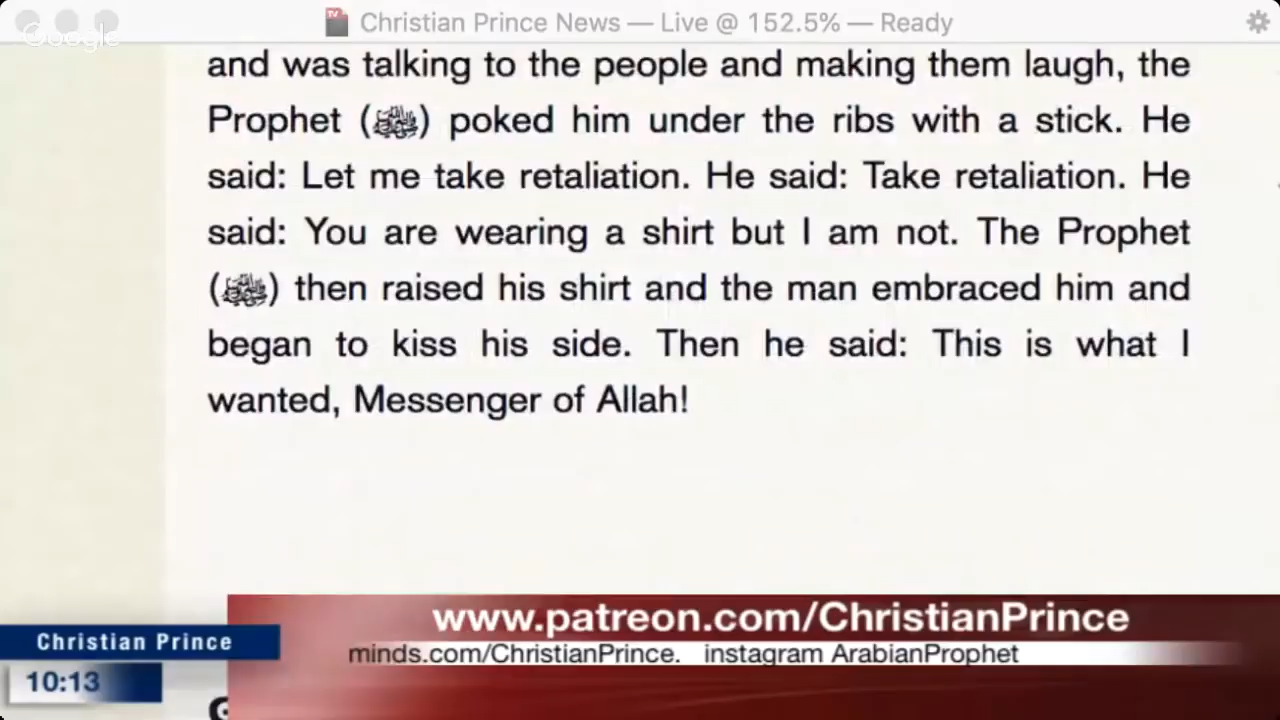 Christian Prince News — Live @ 152.5% — Ready
Google
and was talking to the people and making them laugh, the
Prophet (ﷺ) poked him under the ribs with a stick. He
said: Let me take retaliation. He said: Take retaliation. He
said: You are wearing a shirt but I am not. The Prophet
(ﷺ) then raised his shirt and the man embraced him and
began to kiss his side. Then he said: This is what I
wanted, Messenger of Allah!
www.patreon.com/ChristianPrince
Christian Prince
minds.com/ChristianPrince. instagram ArabianProphet
10:13